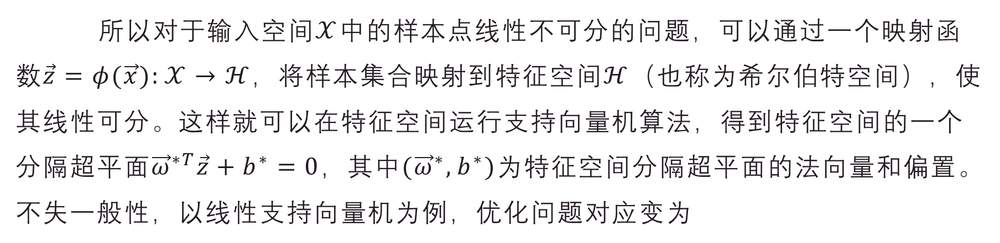 所以对于输入空间𝒳中的样本点线性不可分的问题，可以通过一个映射函
数$\vec{z} = \phi(\vec{x}): 𝒳 → ℋ$，将样本集合映射到特征空间ℋ（也称为希尔伯特空间），使
其线性可分。这样就可以在特征空间运行支持向量机算法，得到特征空间的一个
分隔超平面$\vec{\omega}^{*T}\vec{z} + b^* = 0$，其中$(\vec{\omega}^*, b^*)$为特征空间分隔超平面的法向量和偏置。
不失一般性，以线性支持向量机为例，优化问题对应变为